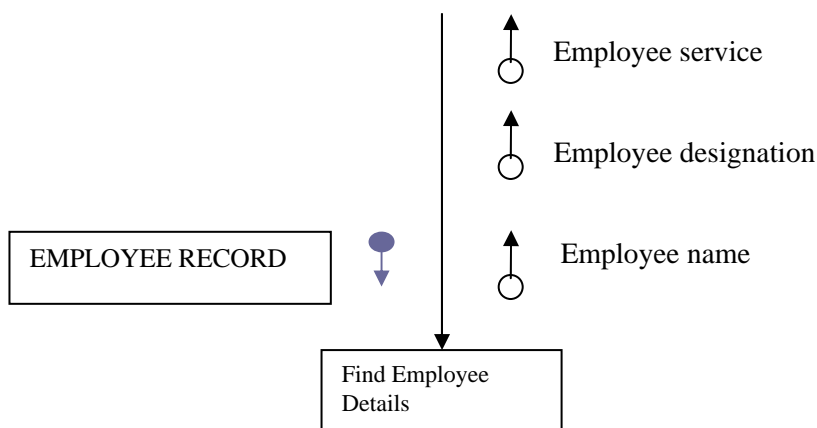 Employee service
Employee designation
EMPLOYEE RECORD
Employee name
Find Employee
Details